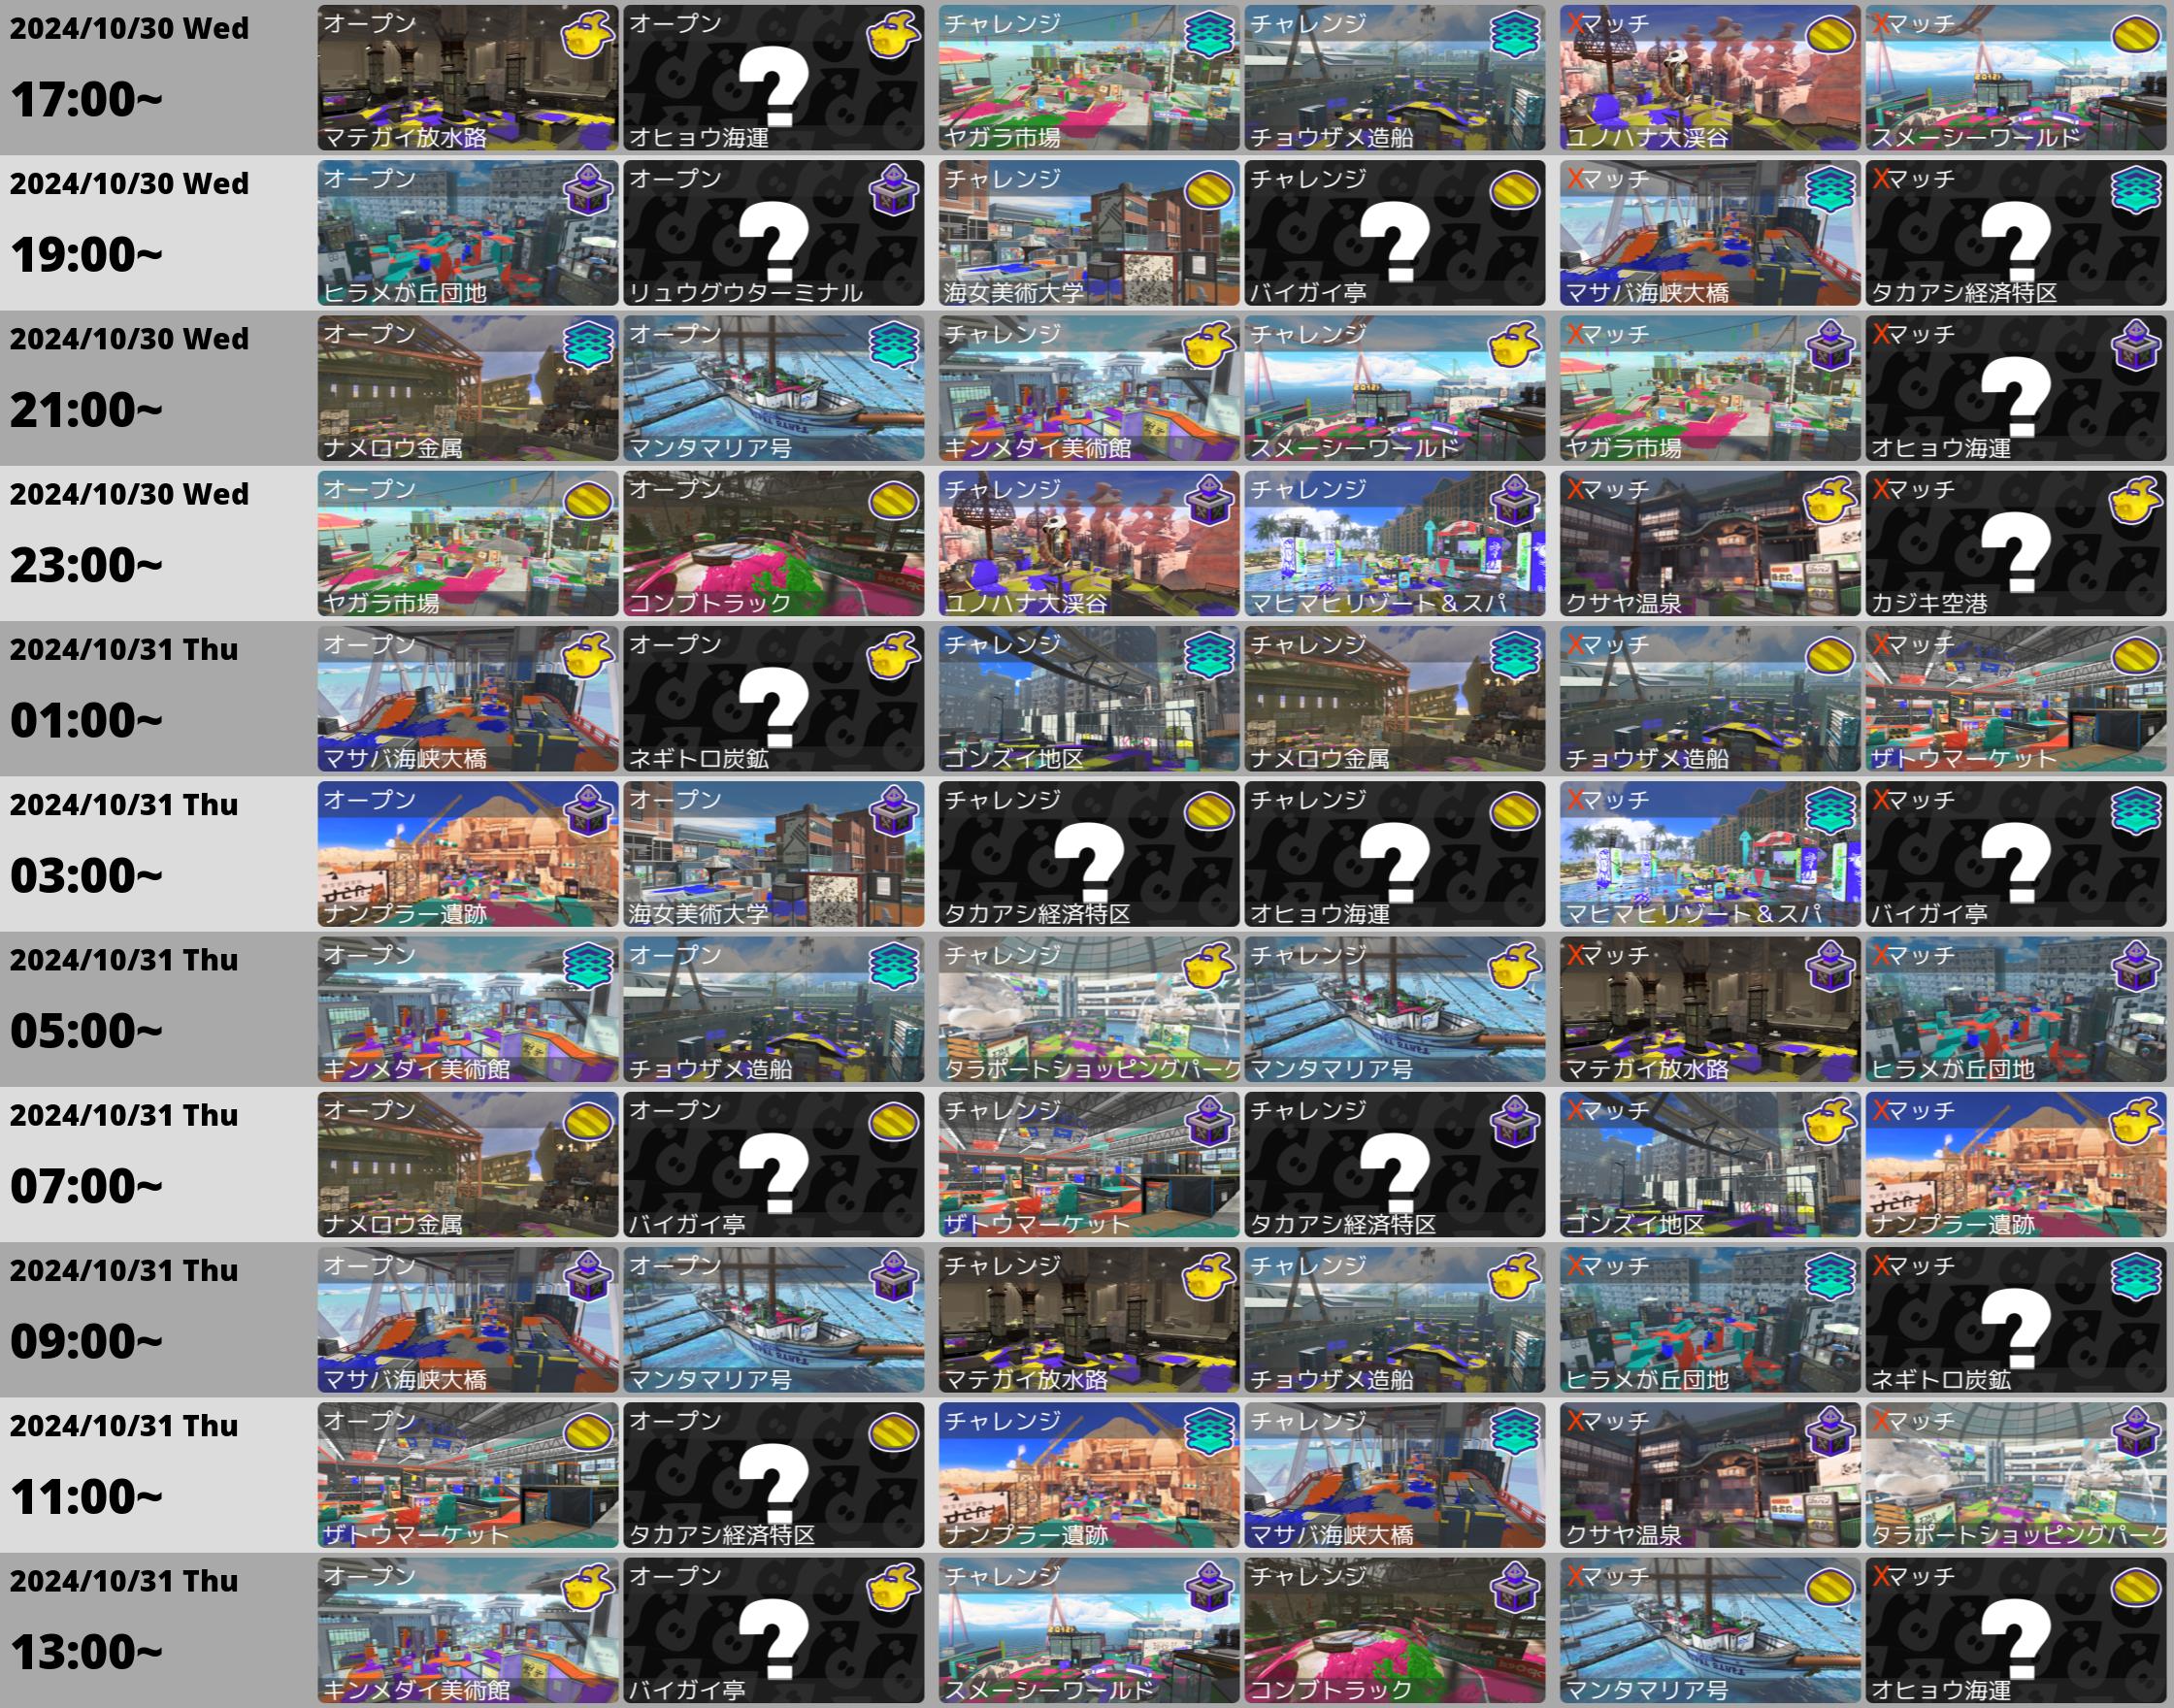 2024/10/30 Wed
17:00~
オープン
マテガイ放水路
オープン
?
オヒョウ海運
チャレンジ
ヤガラ市場
チャレンジ
チョウザメ造船
Xマッチ
ユノハナ大渓谷
Xマッチ
スメーシーワールド
2024/10/30 Wed
19:00~
オープン
ヒラメが丘団地
オープン
?
リュウグウターミナル
チャレンジ
海女美術大学
チャレンジ
?
バイガイ亭
Xマッチ
マサバ海峡大橋
Xマッチ
?
タカアシ経済特区
2024/10/30 Wed
21:00~
オープン
ナメロウ金属
オープン
マンタマリア号
チャレンジ
キンメダイ美術館
チャレンジ
スメーシーワールド
Xマッチ
ヤガラ市場
Xマッチ
?
オヒョウ海運
2024/10/30 Wed
23:00~
オープン
ヤガラ市場
オープン
コンブトラック
チャレンジ
ユノハナ大渓谷
チャレンジ
マヒマヒリゾート&スパ
Xマッチ
クサヤ温泉
Xマッチ
?
カジキ空港
2024/10/31 Thu
01:00~
オープン
マサバ海峡大橋
オープン
?
ネギトロ炭鉱
チャレンジ
ゴンズイ地区
チャレンジ
ナメロウ金属
Xマッチ
チョウザメ造船
Xマッチ
ザトウマーケット
2024/10/31 Thu
03:00~
オープン
ナンプラー遺跡
オープン
海女美術大学
チャレンジ
?
タカアシ経済特区
チャレンジ
?
オヒョウ海運
Xマッチ
マヒマヒリゾート&スパ
Xマッチ
?
バイガイ亭
2024/10/31 Thu
05:00~
オープン
キンメダイ美術館
オープン
チョウザメ造船
チャレンジ
タラポートショッピングパーク
チャレンジ
マンタマリア号
Xマッチ
マテガイ放水路
Xマッチ
ヒラメが丘団地
2024/10/31 Thu
07:00~
オープン
ナメロウ金属
オープン
?
バイガイ亭
チャレンジ
ザトウマーケット
チャレンジ
?
タカアシ経済特区
Xマッチ
ゴンズイ地区
Xマッチ
ナンプラー遺跡
2024/10/31 Thu
09:00~
オープン
マサバ海峡大橋
オープン
マンタマリア号
チャレンジ
マテガイ放水路
チャレンジ
チョウザメ造船
Xマッチ
ヒラメが丘団地
Xマッチ
?
ネギトロ炭鉱
2024/10/31 Thu
11:00~
オープン
ザトウマーケット
オープン
?
タカアシ経済特区
チャレンジ
ナンプラー遺跡
チャレンジ
マサバ海峡大橋
Xマッチ
クサヤ温泉
Xマッチ
タラポートショッピングパーク
2024/10/31 Thu
13:00~
オープン
キンメダイ美術館
オープン
?
バイガイ亭
チャレンジ
スメーシーワールド
チャレンジ
コンブトラック
Xマッチ
マンタマリア号
Xマッチ
?
オヒョウ海運